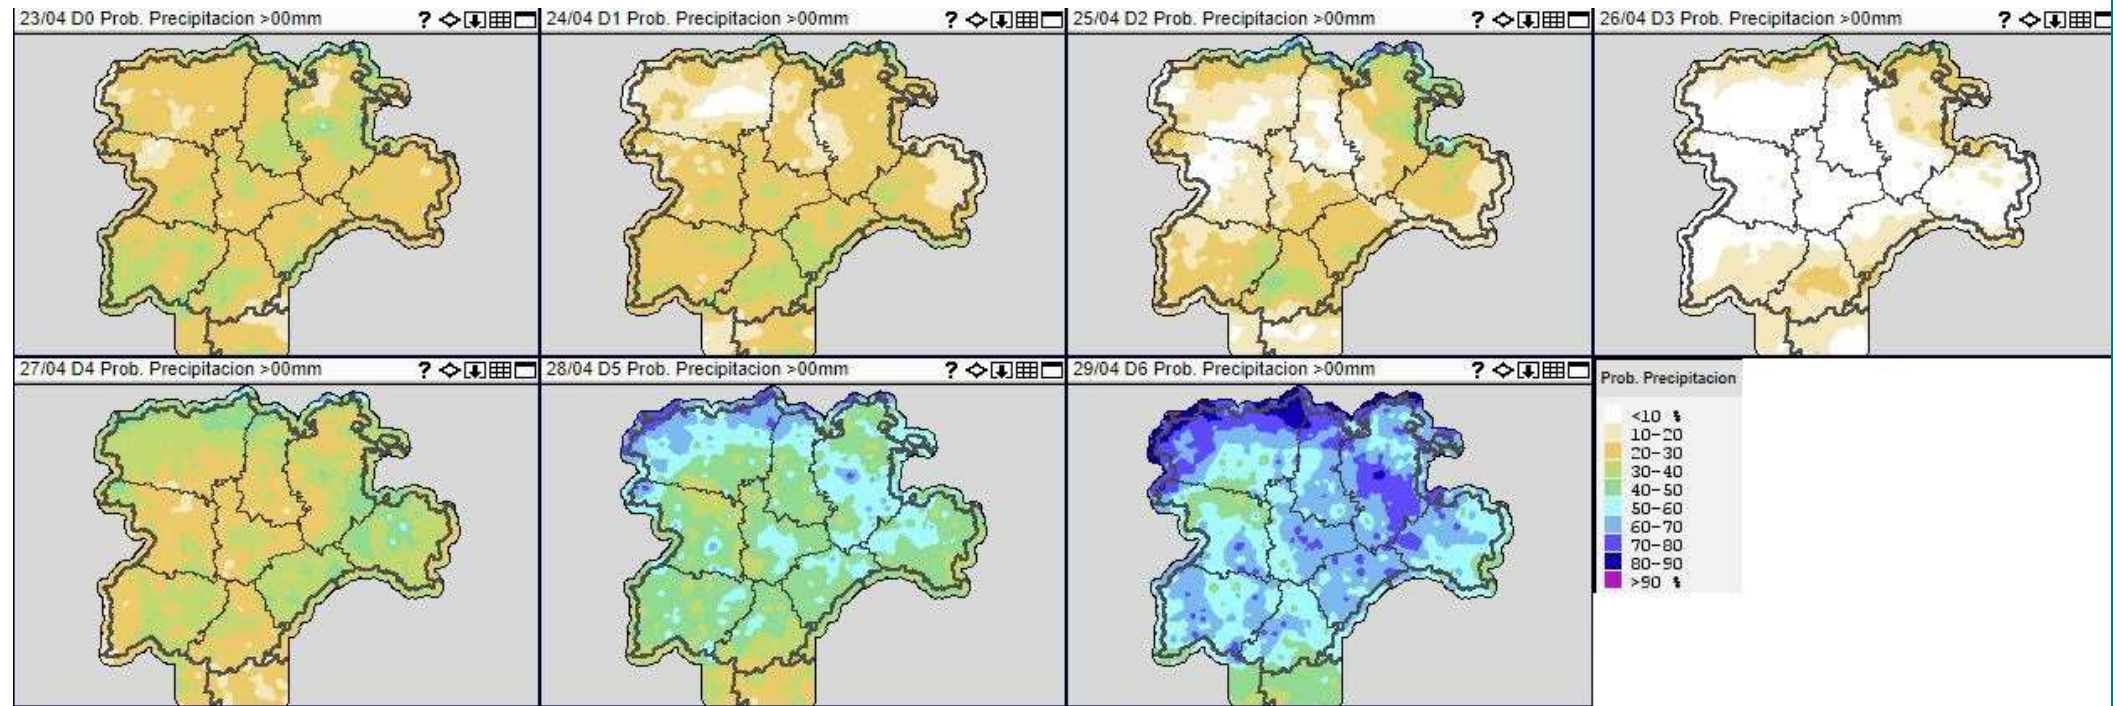 23/04 D0 Prob. Precipitacion >00mm ?
24/04 D1 Prob. Precipitacion >00mm ?
25/04 D2 Prob. Precipitacion >00mm ?
26/04 D3 Prob. Precipitacion >00mm ?
27/04 D4 Prob. Precipitacion >00mm ?
28/04 D5 Prob. Precipitacion >00mm ?
29/04 D6 Prob. Precipitacion >00mm ?
Prob. Precipitacion
<10 %
10-20
20-30
30-40
40-50
50-60
60-70
70-80
80-90
>90 %